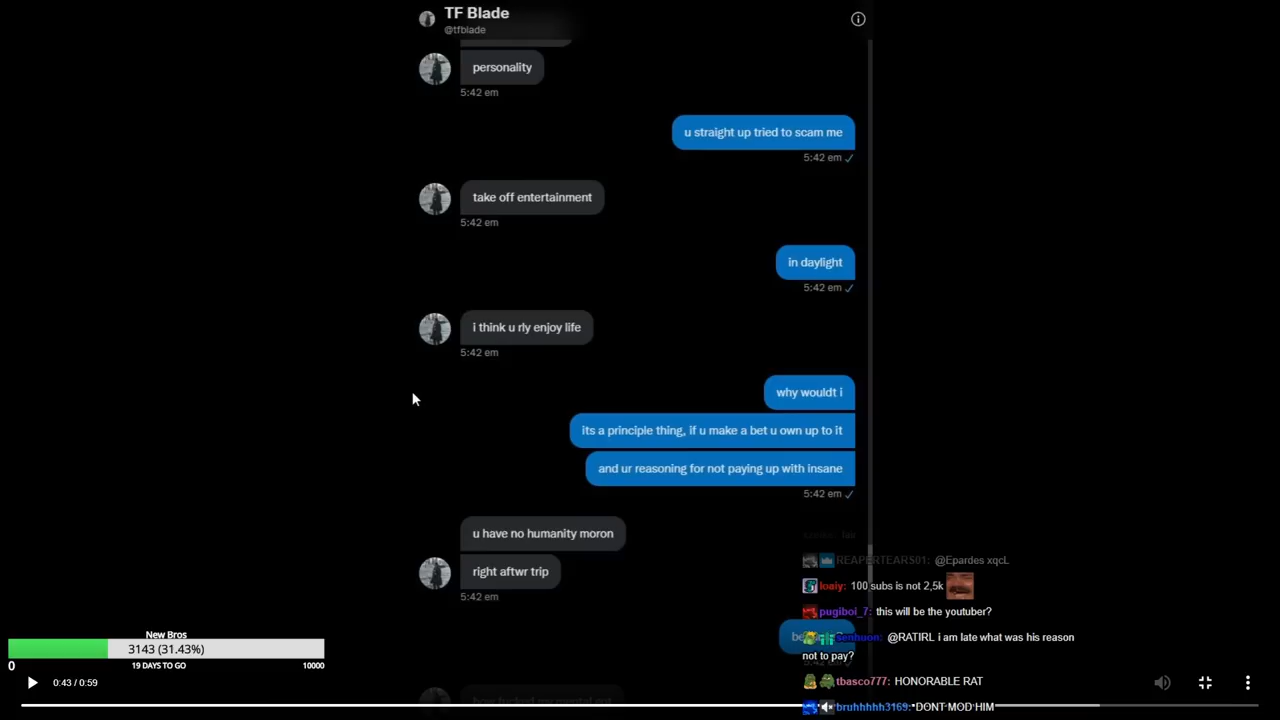 TF Blade
@tfblade
personality
5:42 em
u straight up tried to scam me
5:42 em
take off entertainment
5:42 em
in daylight
5:42 em
i think u rly enjoy life
5:42 em
why wouldt i
its a principle thing, if u make a bet u own up to it
and ur reasoning for not paying up with insane
5:42 em
u have no humanity moron
right aftwr trip
5:42 em
REAPERTEARS01: @Epardes xqcL
loaiy: 100 subs is not 2,5k
pugiboi_7: this will be the youtuber?
senhuon: @RATIRL i am late what was his reason
not to pay?
tbasco777: HONORABLE RAT
bruhhhhh3169: DONT MOD HIM
New Bros
3143 (31.43%)
0
19 DAYS TO GO
10000
0:43 / 0:59